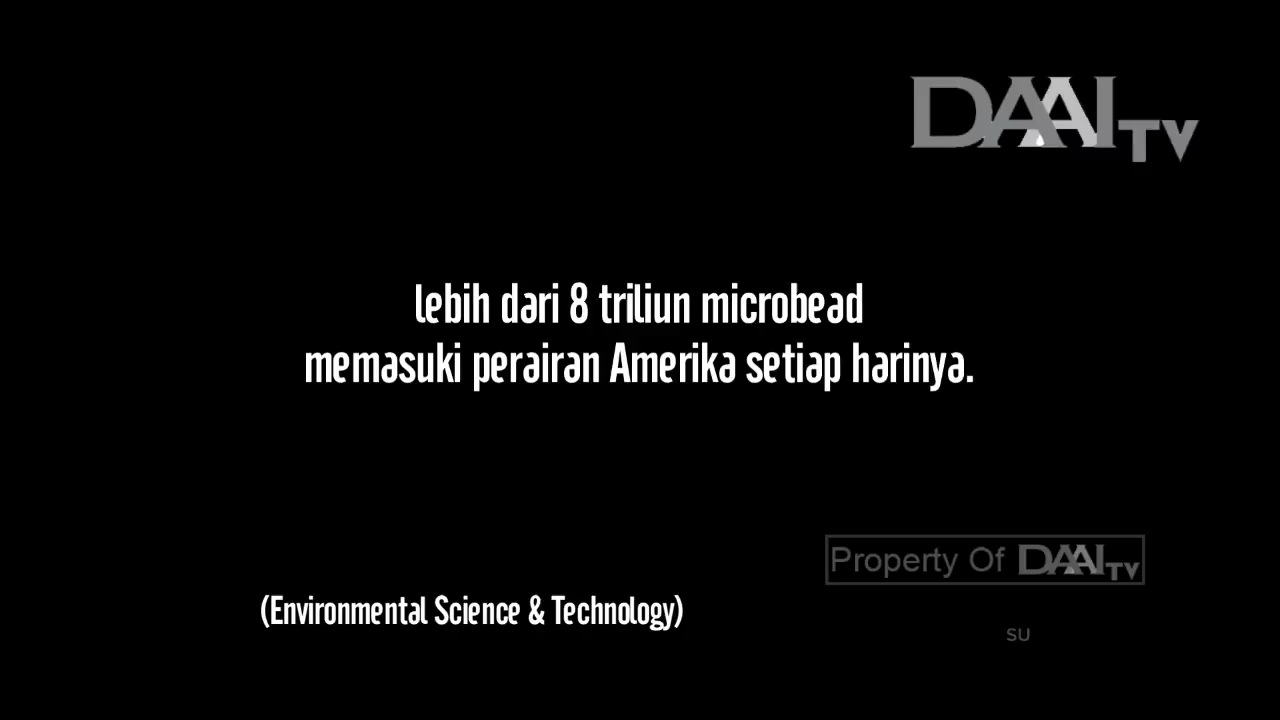 DAAI TV
lebih dari 8 triliun microbead
memasuki perairan Amerika setiap harinya.
Property Of DAAI TV
(Environmental Science & Technology)
SU